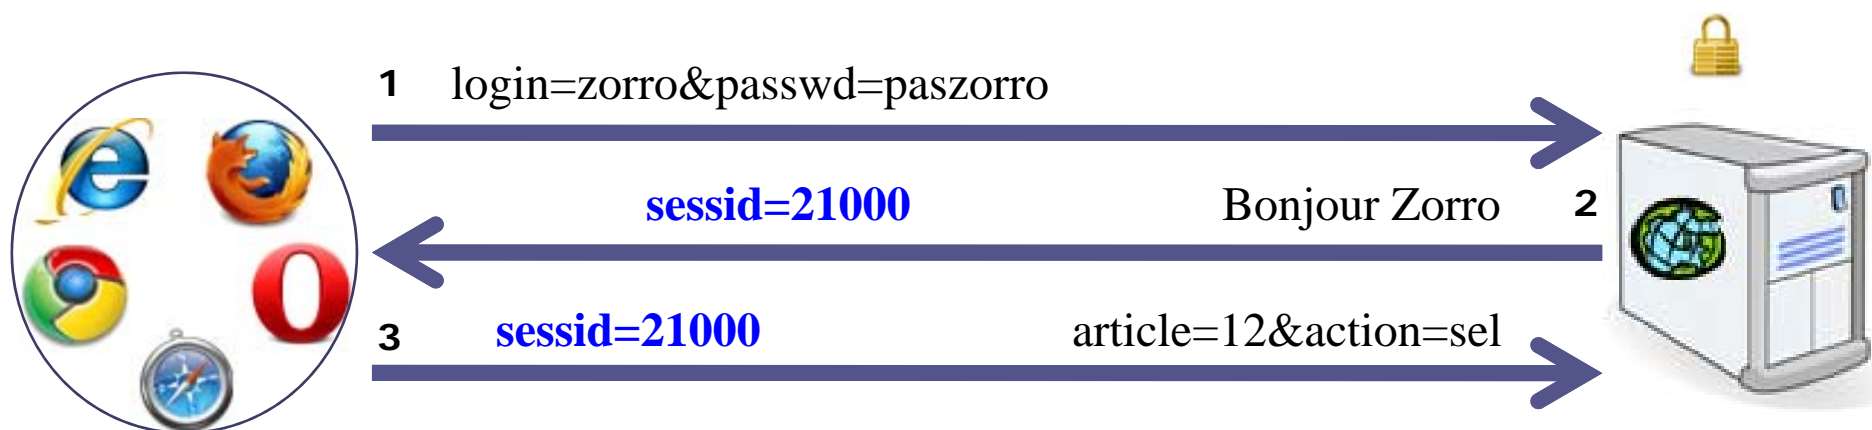 1 login=zorro&passwd=paszorro
sessid=21000 Bonjour Zorro 2
3 sessid=21000 article=12&action=sel